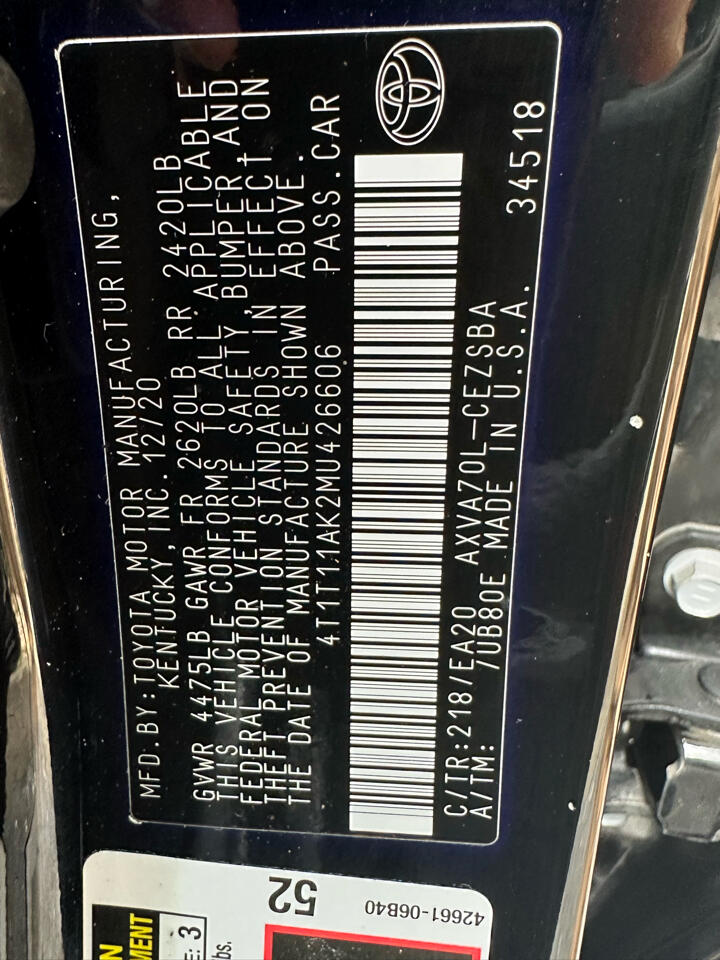 MFD.BY:TOYOTA MOTOR MANUFACTURING,
KENTUCKY, INC. 12/20
GVWR 4475LB GAWR FR 2620LB RR 2420LB
THIS VEHICLE CONFORMS TO ALL APPLICABLE
FEDERAL MOTOR VEHICLE SAFETY, BUMPER, AND
THEFT PREVENTION STANDARDS IN EFFECT ON
THE DATE OF MANUFACTURE SHOWN ABOVE.
4T1T11AK2MU426606 PASS.CAR
C/TR:218/EA20 AXVA70L-CEZSBA
A/TM: /UB80E MADE IN U.S.A. 34518
52
42661-06B40
3
lbs.